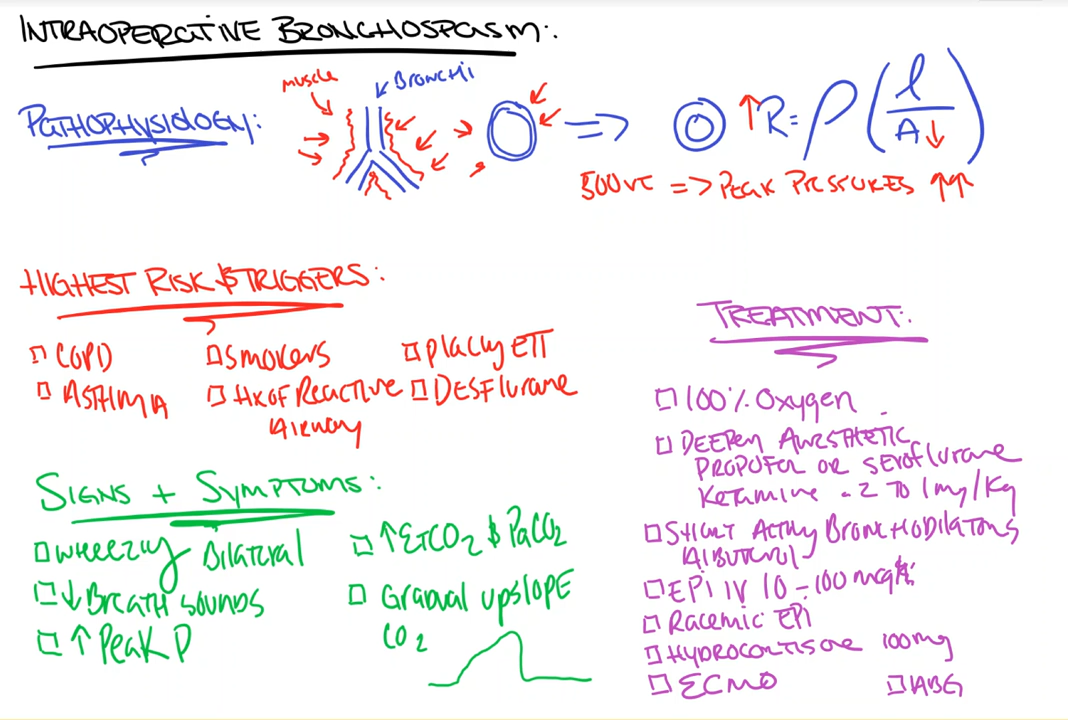 INTRAOPERATIVE BRONCHOSPASM:
PATHOPHYSIOLOGY:
muscle
Bronchi
↑R = ρ (l / A↓)
500 VT => PEAK PRESSURES ↑↑
HIGHEST RISK & TRIGGERS:
□ COPD
□ ASTHMA
□ SMOKERS
□ HX OF Reactive
Airway
□ placing ETT
□ DESFlurane
SIGNS + SYMPTOMS:
□ wheezing Bilateral
□ ↓ Breath sounds
□ ↑ Peak P
□ ↑ EtCO2 & PaCO2
□ Gradual upslope
CO2
TREATMENT:
□ 100% Oxygen
□ DEEPEN ANESTHETIC
PROPOFOL OR SEVOFlurane
Ketamine .2 TO 1mg/Kg
□ SHORT ACTING BRONCHODILATORS
Albuterol
□ EPI IV 10 - 100 mcg
□ Racemic EPI
□ HYDROCORTISONE 100mg
□ ECMO
□ ABG